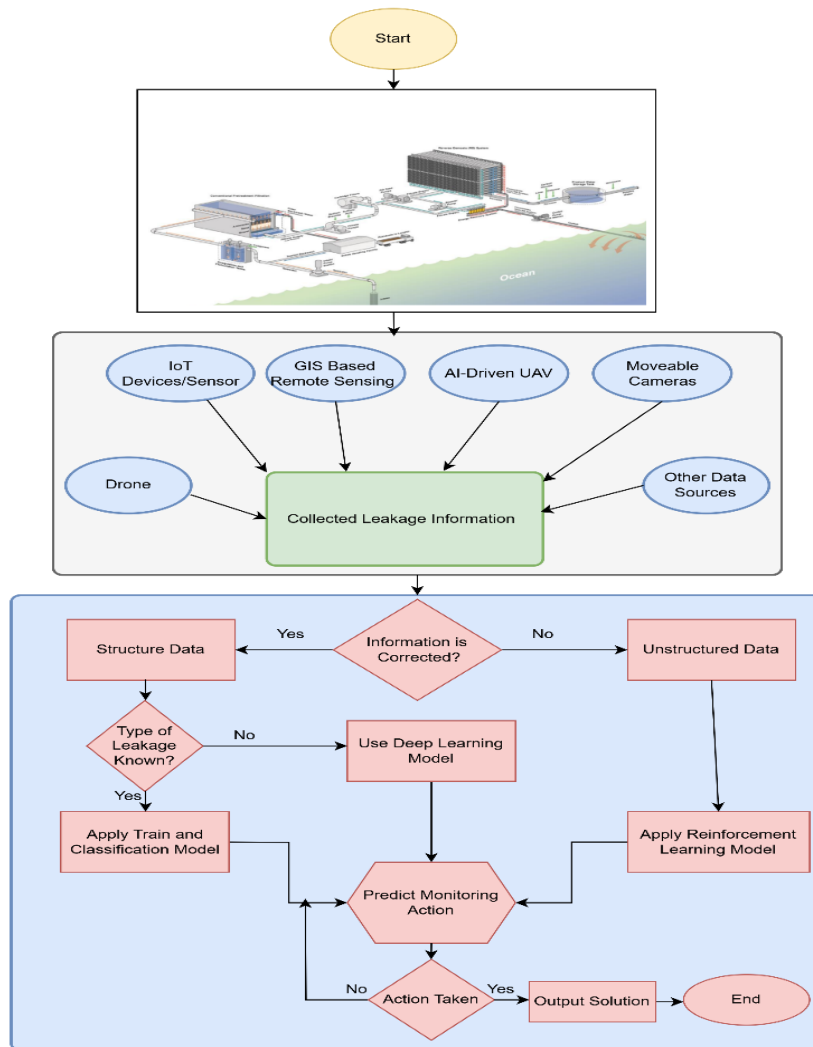 Start
Ocean
IoT
Devices/Sensor
GIS Based
Remote Sensing
AI-Driven UAV
Moveable
Cameras
Drone
Other Data
Sources
Collected Leakage Information
Structure Data
Yes
Information is
Corrected?
No
Unstructured Data
Type of
Leakage
Known?
No
Use Deep Learning
Model
Yes
Apply Train and
Classification Model
Apply Reinforcement
Learning Model
Predict Monitoring
Action
No
Action Taken
Yes
Output Solution
End